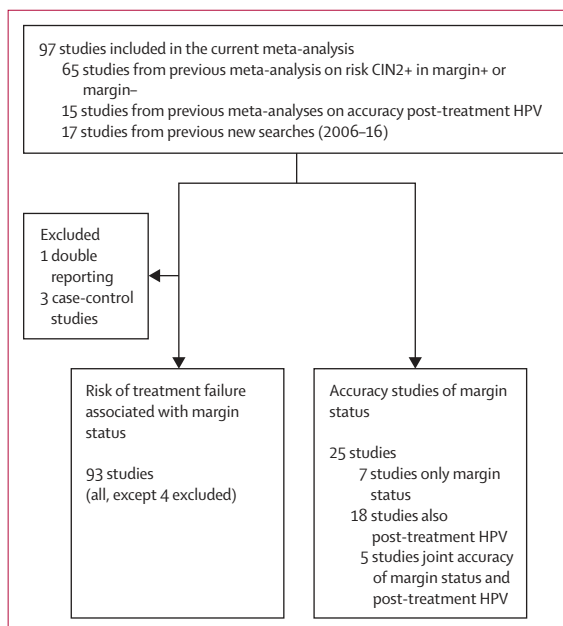 97 studies included in the current meta-analysis
65 studies from previous meta-analysis on risk CIN2+ in margin+ or
margin–
15 studies from previous meta-analyses on accuracy post-treatment HPV
17 studies from previous new searches (2006–16)
Excluded
1 double
reporting
3 case-control
studies
Risk of treatment failure
associated with margin
status
93 studies
(all, except 4 excluded)
Accuracy studies of margin
status
25 studies
7 studies only margin
status
18 studies also
post-treatment HPV
5 studies joint accuracy
of margin status and
post-treatment HPV